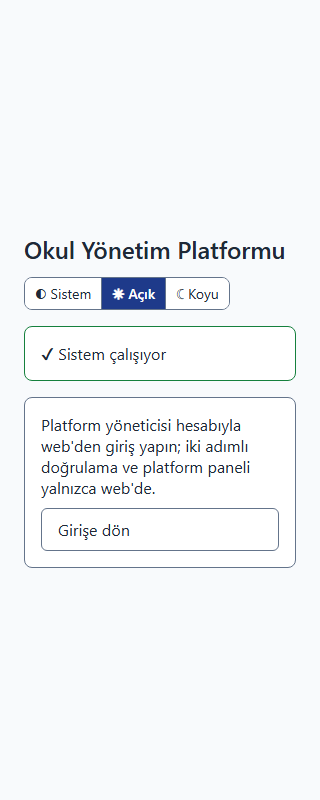 Okul Yönetim Platformu
Sistem Açık Koyu
Sistem çalışıyor
Platform yöneticisi hesabıyla
web'den giriş yapın; iki adımlı
doğrulama ve platform paneli
yalnızca web'de.
Girişe dön